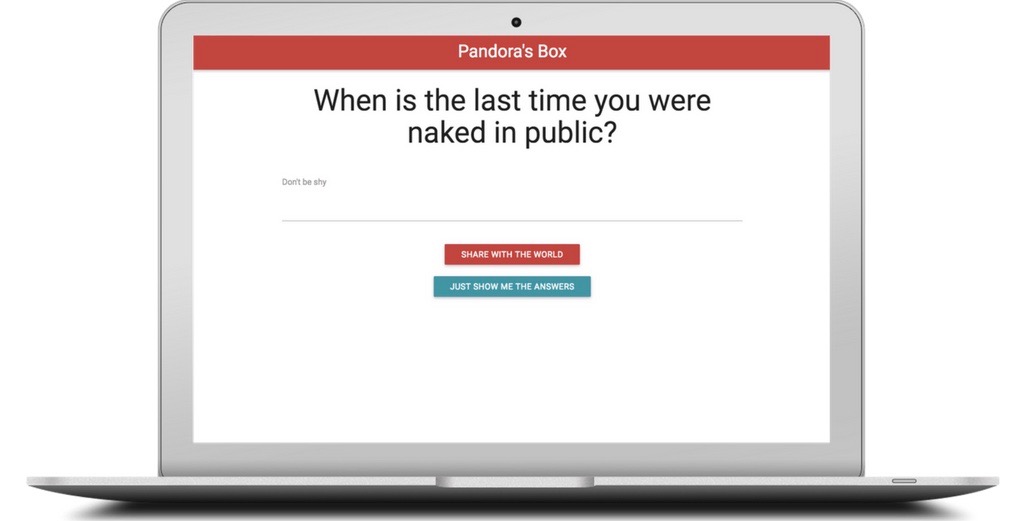 Pandora's Box
When is the last time you were
naked in public?
Don't be shy
SHARE WITH THE WORLD
JUST SHOW ME THE ANSWERS